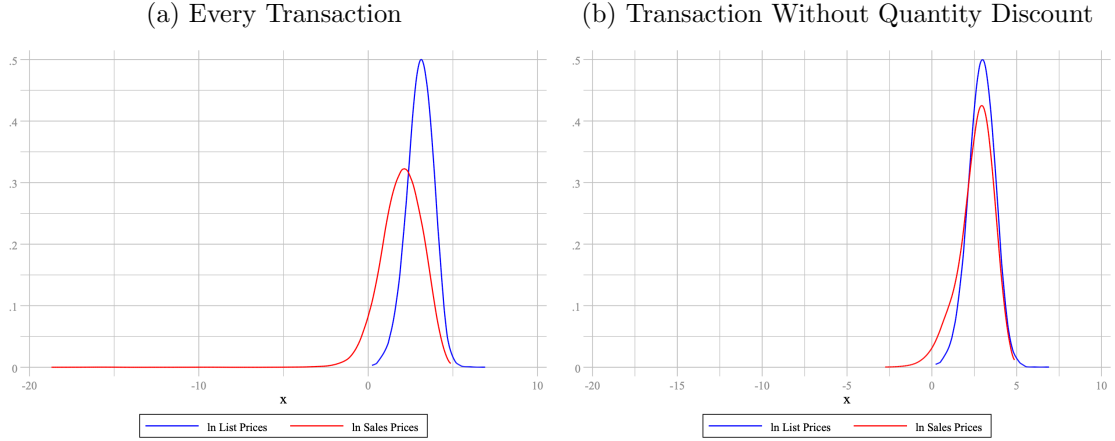 (a) Every Transaction
(b) Transaction Without Quantity Discount
.5
.4
.3
.2
.1
0
-20
-10
0
10
x
ln List Prices
ln Sales Prices
.5
.4
.3
.2
.1
0
-20
-10
-5
0
5
10
x
ln List Prices
ln Sales Prices